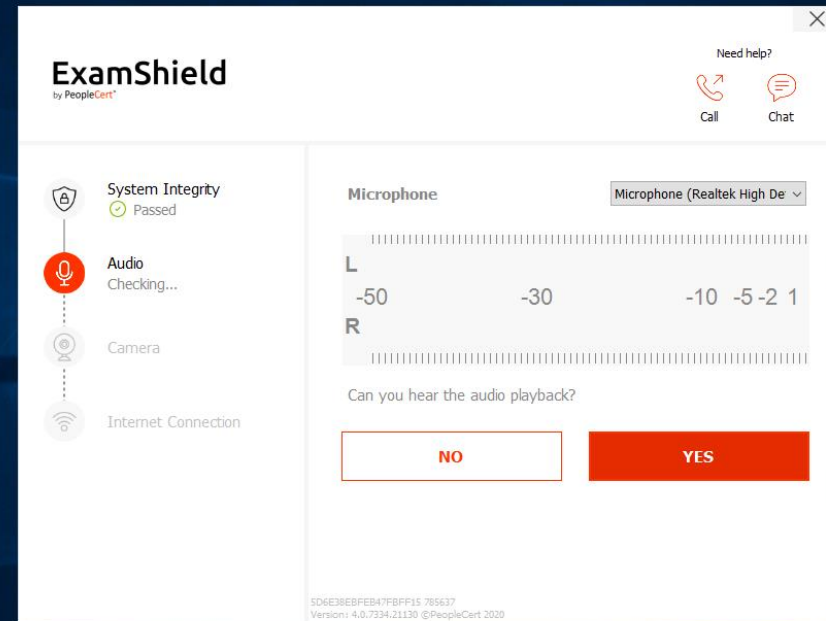 Need help?
ExamShield
by PeopleCert
Call
Chat
System Integrity
Passed
Audio
Checking...
Camera
Internet Connection
Microphone
Microphone (Realtek High De
L
-50 -30 -10 -5 -2 1
R
Can you hear the audio playback?
NO
YES
5D6E38EBFEB47FBFF15 785637
Version: 4.0.7334.21130 ©PeopleCert 2020